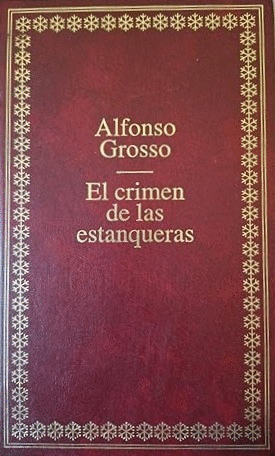 Alfonso
Grosso
El crimen
de las
estanqueras